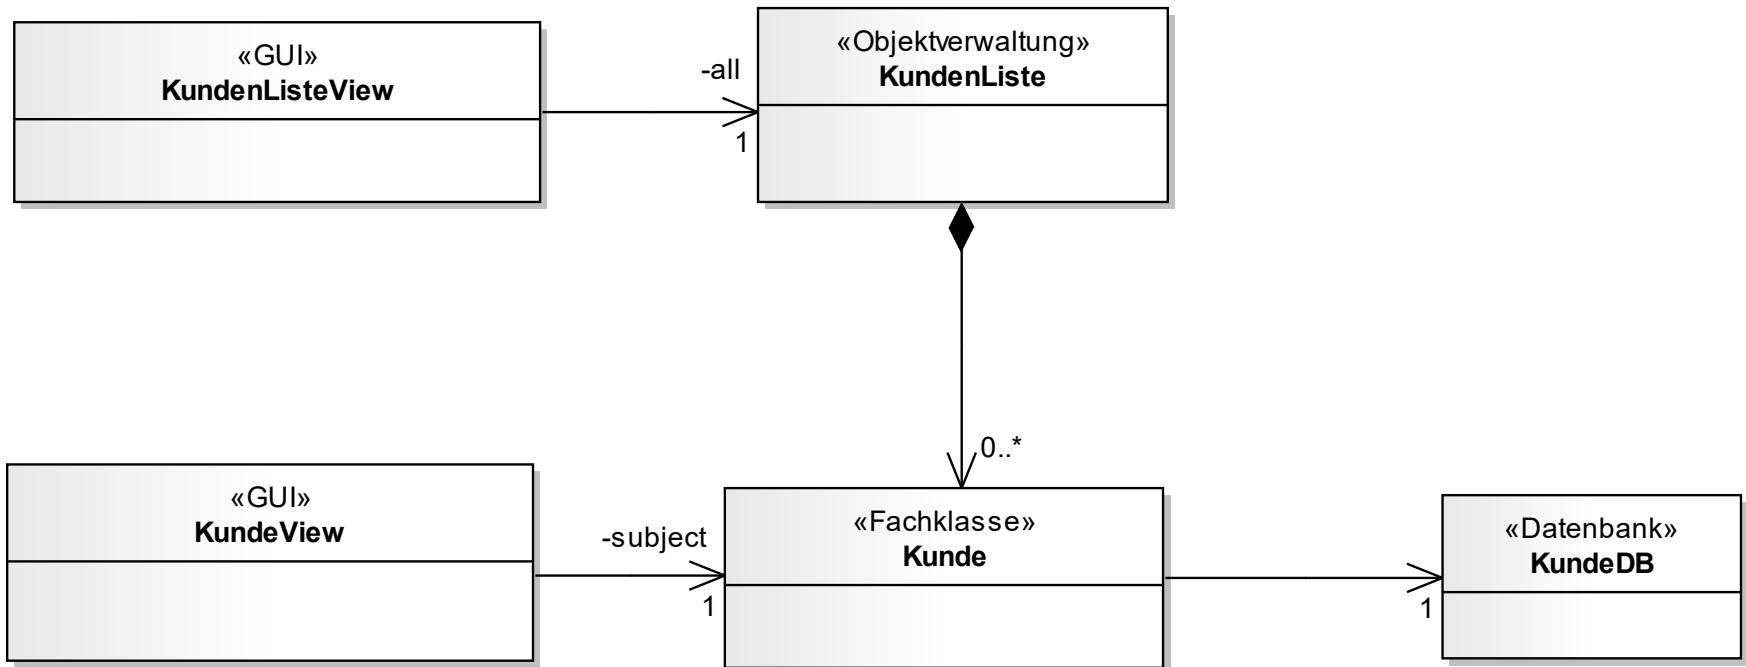 «GUI»
KundenListeView
-all
1
«Objektverwaltung»
KundenListe
0..*
«GUI»
KundeView
-subject
1
«Fachklasse»
Kunde
1
«Datenbank»
KundeDB